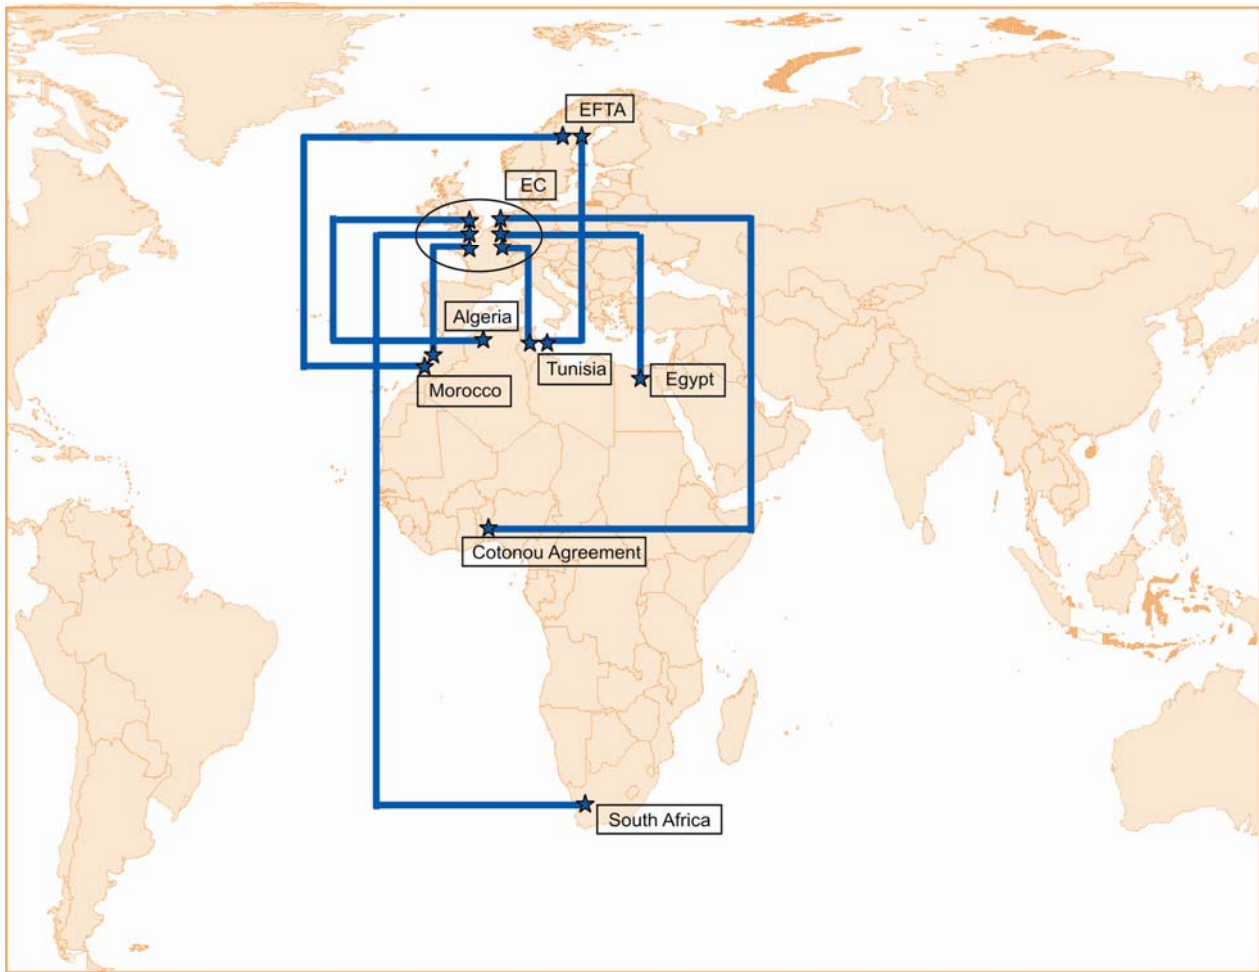 EFTA
EC
Algeria
Tunisia
Egypt
Morocco
Cotonou Agreement
South Africa